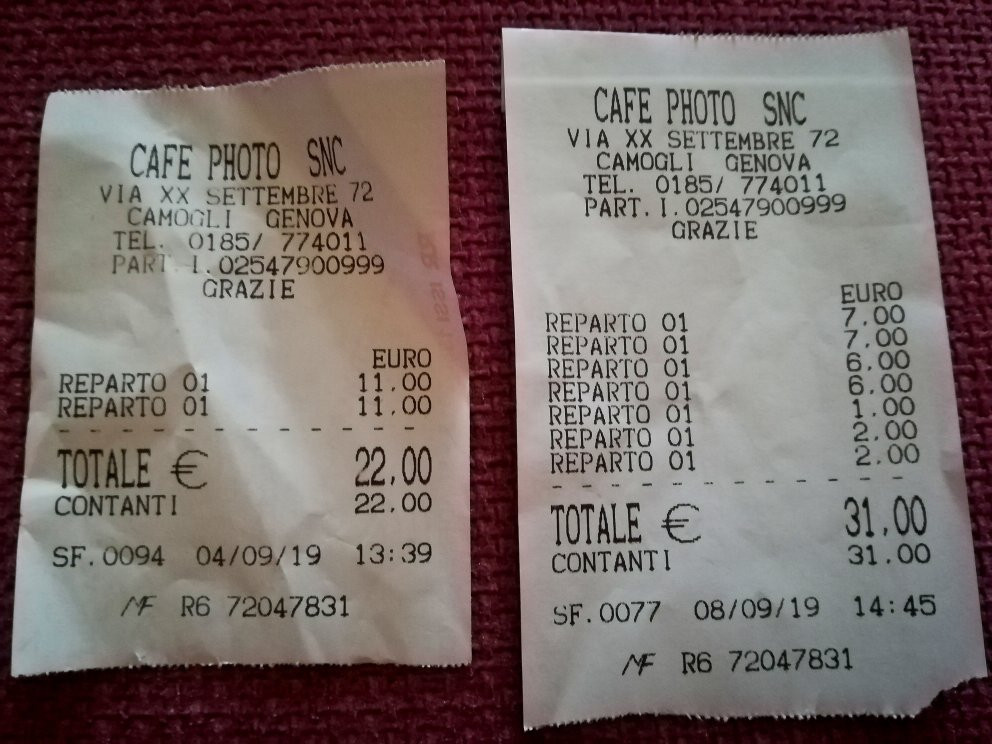 CAFE PHOTO SNC
VIA XX SETTEMBRE 72
CAMOGLI GENOVA
TEL. 0185/ 774011
PART. I.02547900999
GRAZIE
EURO
REPARTO 01 11.00
REPARTO 01 11.00
- - - - - - - - - - - - - - -
TOTALE € 22,00
CONTANTI 22.00
SF.0094 04/09/19 13:39
MF R6 72047831
CAFE PHOTO SNC
VIA XX SETTEMBRE 72
CAMOGLI GENOVA
TEL. 0185/ 774011
PART. I.02547900999
GRAZIE
EURO
REPARTO 01 7.00
REPARTO 01 7.00
REPARTO 01 6.00
REPARTO 01 6.00
REPARTO 01 1.00
REPARTO 01 2.00
REPARTO 01 2.00
- - - - - - - - - - - - - - -
TOTALE € 31,00
CONTANTI 31.00
SF.0077 08/09/19 14:45
MF R6 72047831